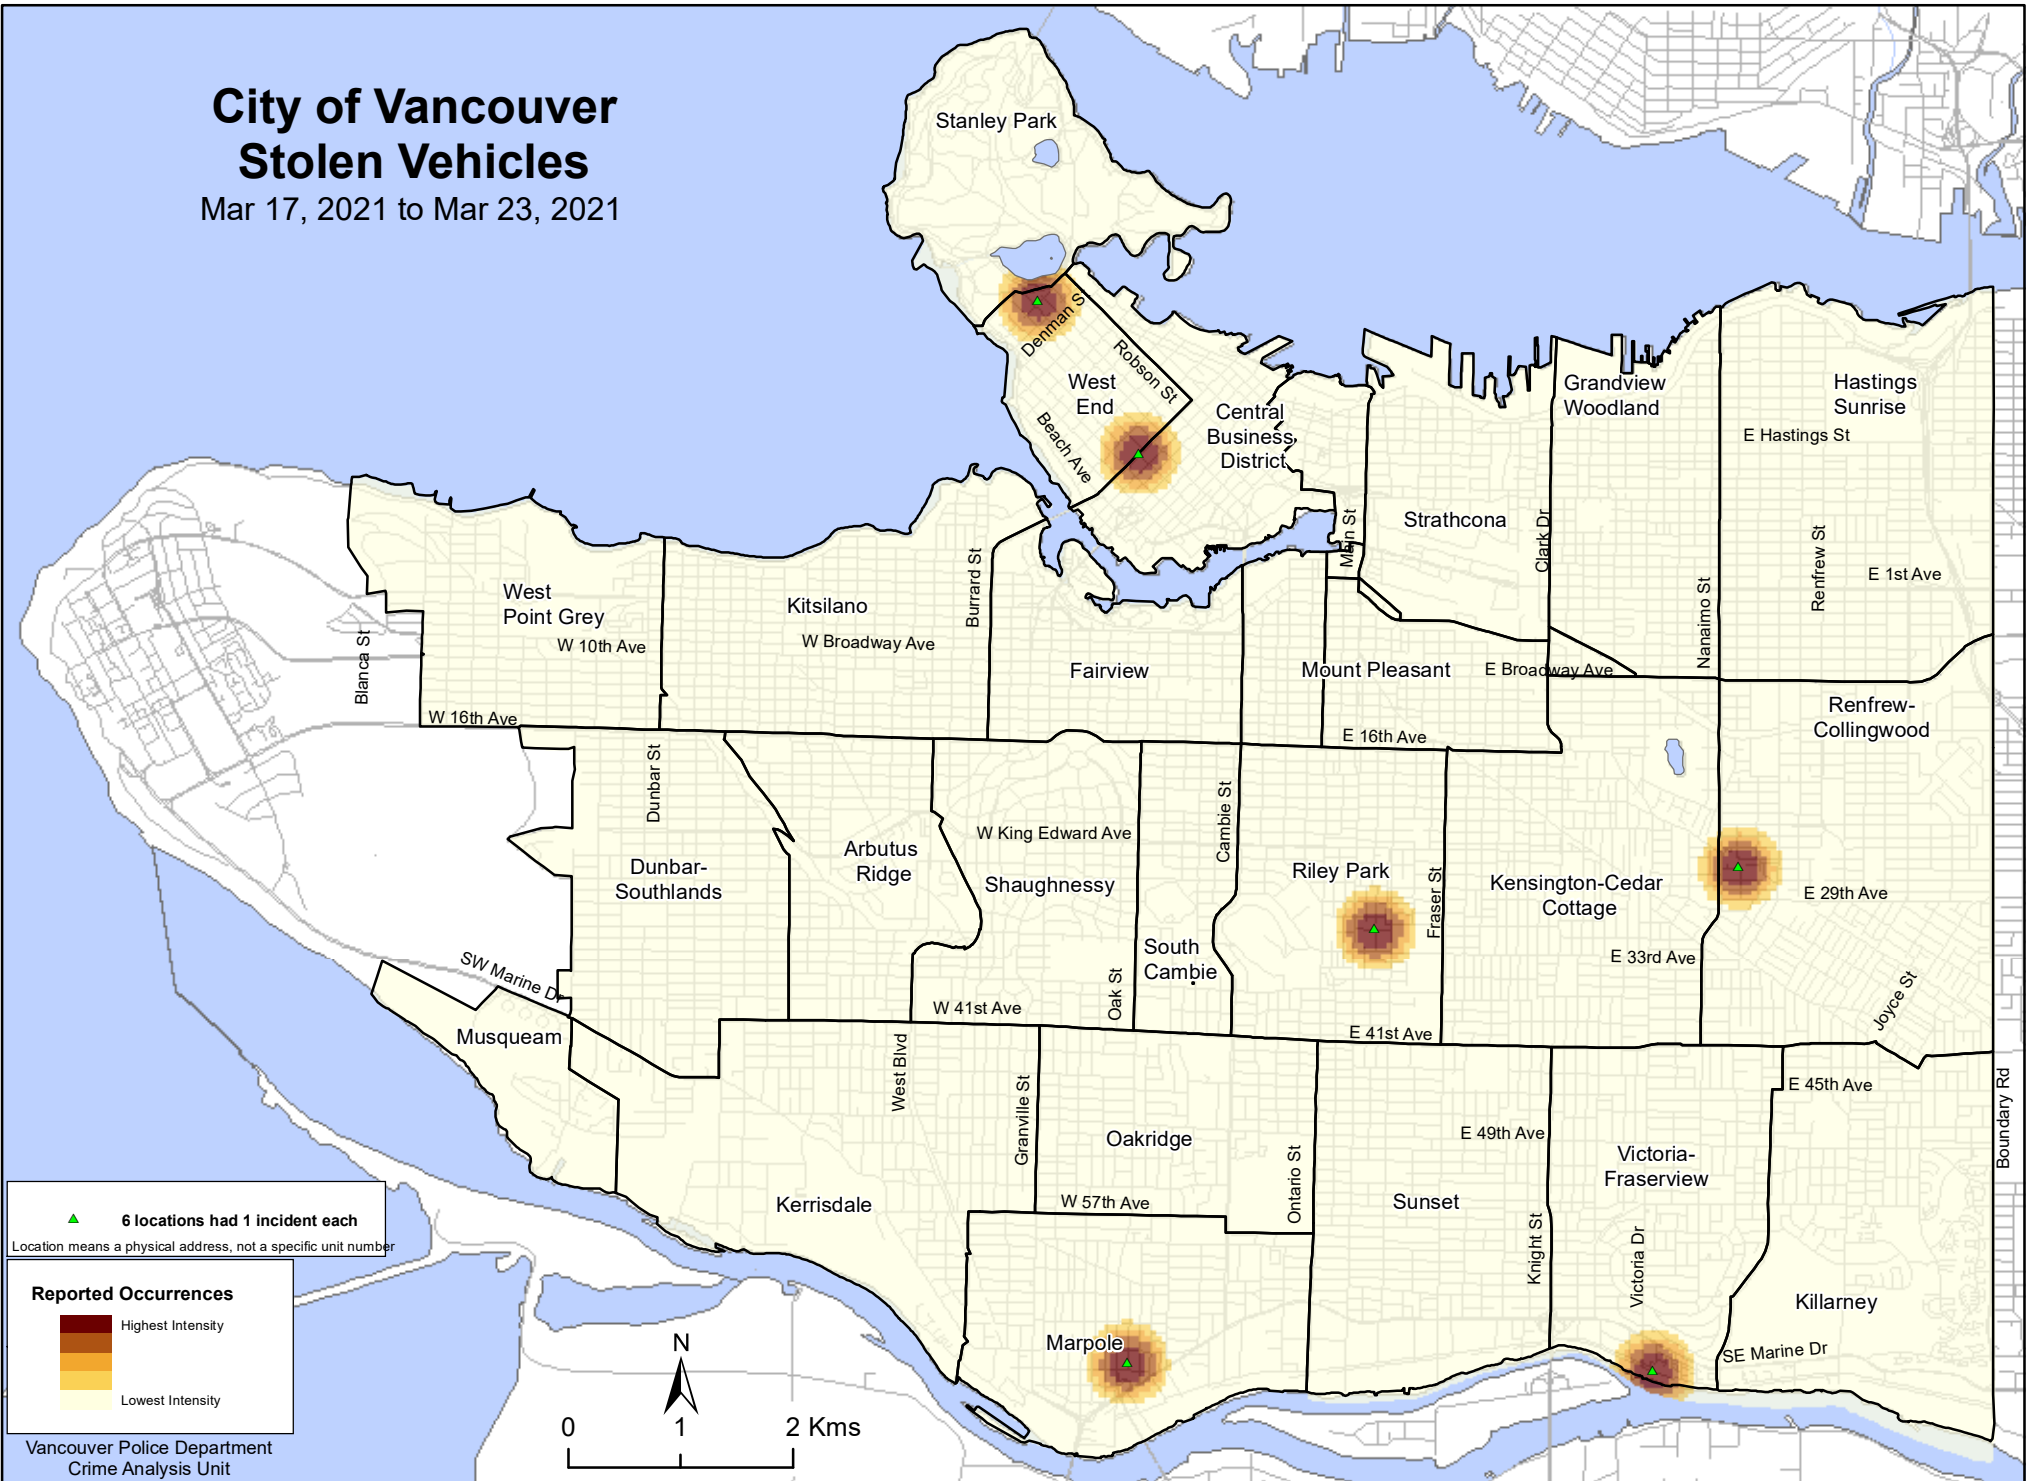 City of Vancouver
Stolen Vehicles
Mar 17, 2021 to Mar 23, 2021
Stanley Park
Denman St
Robson St
West
End
Beach Ave
Central
Business
District
Grandview
Woodland
Hastings
Sunrise
E Hastings St
Main St
Strathcona
Clark Dr
Nanaimo St
Renfrew St
E 1st Ave
West
Point Grey
W 10th Ave
Blanca St
W 16th Ave
Kitsilano
W Broadway Ave
Burrard St
Fairview
Mount Pleasant
E Broadway Ave
E 16th Ave
Renfrew-
Collingwood
Dunbar St
Dunbar-
Southlands
Arbutus
Ridge
W King Edward Ave
Shaughnessy
Cambie St
South
Cambie
Oak St
W 41st Ave
Riley Park
Fraser St
Kensington-Cedar
Cottage
E 29th Ave
E 33rd Ave
Joyce St
E 41st Ave
SW Marine Dr
Musqueam
West Blvd
Granville St
Oakridge
W 57th Ave
Ontario St
Kerrisdale
Sunset
E 49th Ave
Knight St
Victoria-
Fraserview
Victoria Dr
E 45th Ave
Boundary Rd
Killarney
SE Marine Dr
Marpole
6 locations had 1 incident each
Location means a physical address, not a specific unit number
Reported Occurrences
Highest Intensity
Lowest Intensity
Vancouver Police Department
Crime Analysis Unit
N
0 1 2 Kms